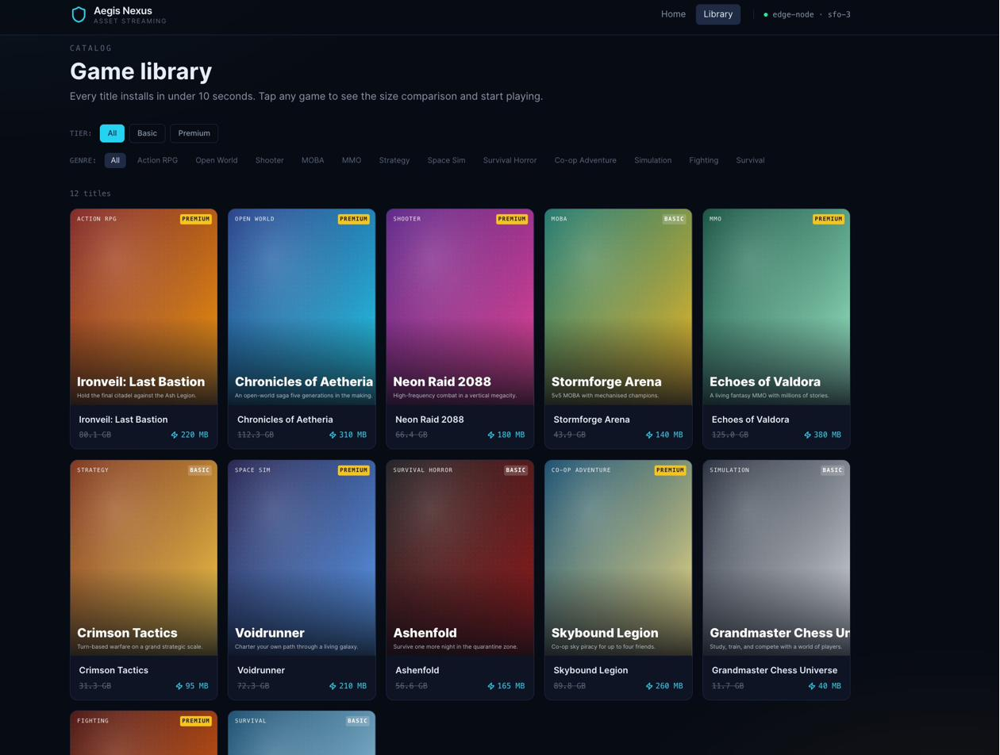 Aegis Nexus
ASSET STREAMING
Home
Library
edge-node · sfo-3
CATALOG
Game library
Every title installs in under 10 seconds. Tap any game to see the size comparison and start playing.
TIER: All Basic Premium
GENRE: All Action RPG Open World Shooter MOBA MMO Strategy Space Sim Survival Horror Co-op Adventure Simulation Fighting Survival
12 titles
ACTION RPG
PREMIUM
Ironveil: Last Bastion
Hold the final citadel against the Ash Legion.
Ironveil: Last Bastion
80.1 GB
220 MB
OPEN WORLD
PREMIUM
Chronicles of Aetheria
An open-world saga five generations in the making.
Chronicles of Aetheria
112.3 GB
310 MB
SHOOTER
PREMIUM
Neon Raid 2088
High-frequency combat in a vertical megacity.
Neon Raid 2088
66.4 GB
180 MB
MOBA
BASIC
Stormforge Arena
5v5 MOBA with mechanised champions.
Stormforge Arena
43.9 GB
140 MB
MMO
PREMIUM
Echoes of Valdora
A living fantasy MMO with millions of stories.
Echoes of Valdora
125.0 GB
380 MB
STRATEGY
BASIC
Crimson Tactics
Turn-based warfare on a grand strategic scale.
Crimson Tactics
31.3 GB
95 MB
SPACE SIM
PREMIUM
Voidrunner
Charter your own path through a living galaxy.
Voidrunner
72.3 GB
210 MB
SURVIVAL HORROR
BASIC
Ashenfold
Survive one more night in the quarantine zone.
Ashenfold
56.6 GB
165 MB
CO-OP ADVENTURE
PREMIUM
Skybound Legion
Co-op sky piracy for up to four friends.
Skybound Legion
89.8 GB
260 MB
SIMULATION
BASIC
Grandmaster Chess Un
Study, train, and compete with a world of players.
Grandmaster Chess Universe
11.7 GB
40 MB
FIGHTING
PREMIUM
SURVIVAL
BASIC